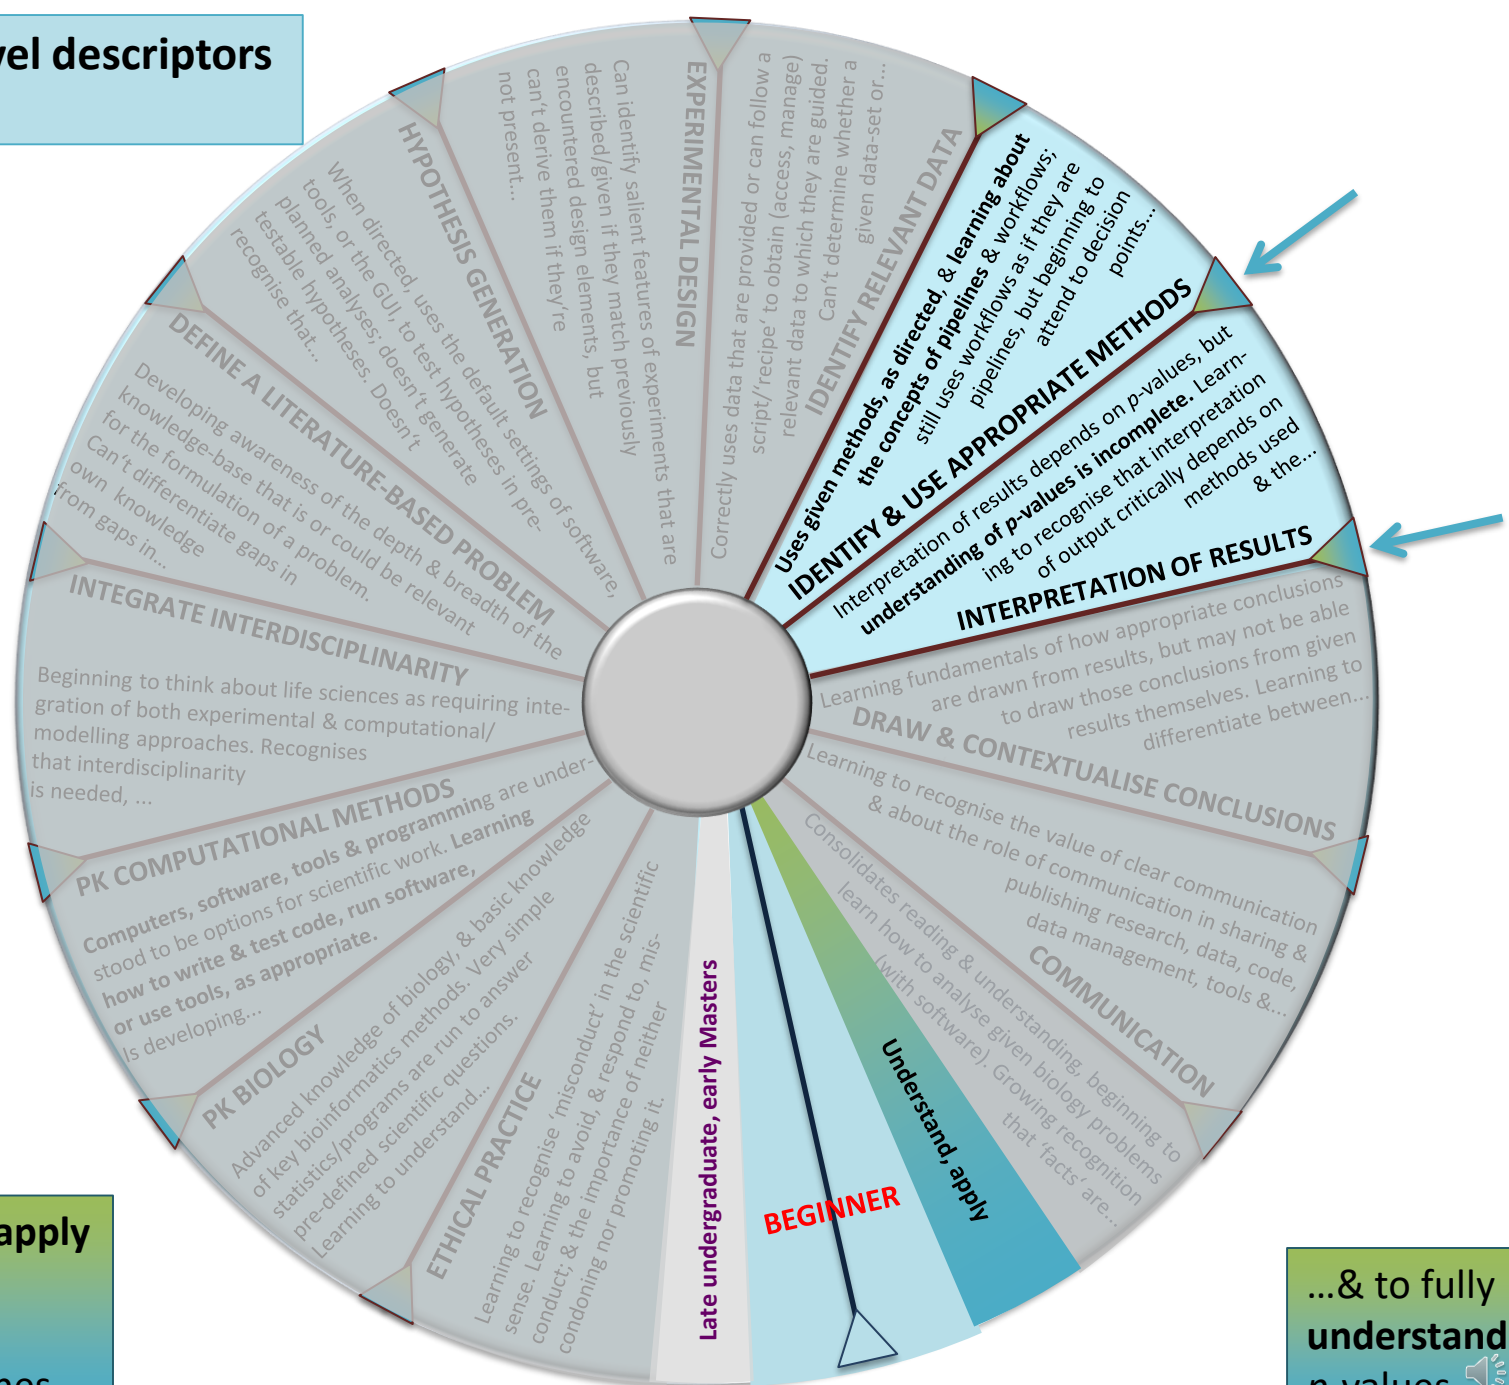 vel descriptors
EXPERIMENTAL DESIGN
Can identify salient features of experiments that are
described/given if they match previously
encountered design elements, but
can't derive them if they're
not present...
IDENTIFY RELEVANT DATA
Correctly uses data that are provided or can follow a
script/'recipe' to obtain (access, manage)
relevant data to which they are guided.
Can't determine whether a
given data-set or...
IDENTIFY & USE APPROPRIATE METHODS
Uses given methods, as directed, & learning about
the concepts of pipelines & workflows;
still uses workflows as if they are
pipelines, but beginning to
attend to decision
points...
INTERPRETATION OF RESULTS
Interpretation of results depends on p-values, but
understanding of p-values is incomplete. Learn-
ing to recognise that interpretation
of output critically depends on
methods used
& the...
DRAW & CONTEXTUALISE CONCLUSIONS
Learning fundamentals of how appropriate conclusions
are drawn from results, but may not be able
to draw those conclusions from given
results themselves. Learning to
differentiate between...
COMMUNICATION
Learning to recognise the value of clear communication
& about the role of communication in sharing &
publishing research, data, code,
data management, tools &...
Consolidates reading & understanding, beginning to
learn how to analyse given biology problems
(with software). Growing recognition
that 'facts' are...
Understand, apply
BEGINNER
Late undergraduate, early Masters
ETHICAL PRACTICE
Learning to recognise 'misconduct' in the scientific
sense. Learning to avoid, & respond to, mis-
conduct; & the importance of neither
condoning nor promoting it.
PK BIOLOGY
Advanced knowledge of biology, & basic knowledge
of key bioinformatics methods. Very simple
statistics/programs are run to answer
pre-defined scientific questions.
Learning to understand...
PK COMPUTATIONAL METHODS
Computers, software, tools & programming are under-
stood to be options for scientific work. Learning
how to write & test code, run software,
or use tools, as appropriate.
Is developing...
INTEGRATE INTERDISCIPLINARITY
Beginning to think about life sciences as requiring inte-
gration of both experimental & computational/
modelling approaches. Recognises
that interdisciplinarity
is needed, ...
DEFINE A LITERATURE-BASED PROBLEM
Developing awareness of the depth & breadth of the
knowledge-base that is or could be relevant
for the formulation of a problem.
Can't differentiate gaps in
own knowledge
from gaps in...
HYPOTHESIS GENERATION
When directed, uses the default settings of software,
tools, or the GUI, to test hypotheses in pre-
planned analyses; doesn't generate
testable hypotheses. Doesn't
recognise that...
apply
...& to fully
understand
p-values